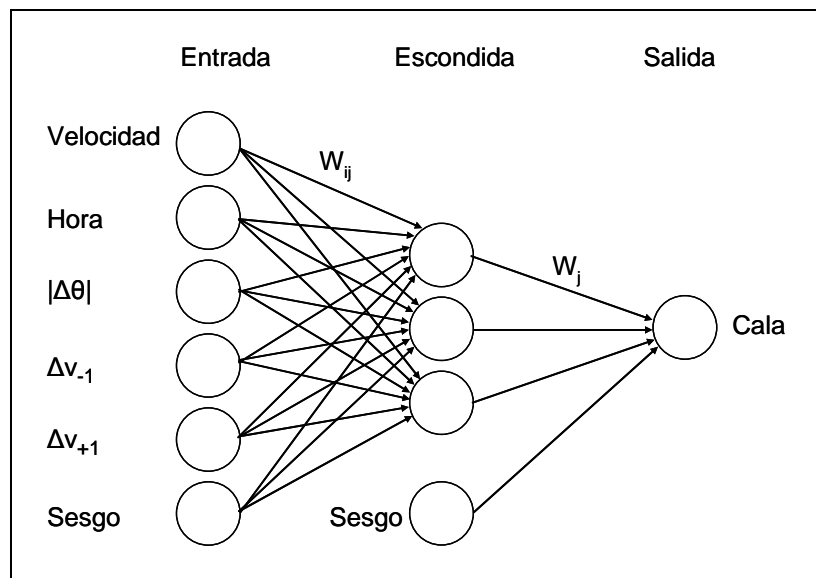 Entrada Escondida Salida
Velocidad
W_ij
Hora
|Δθ|
W_j
Cala
Δv_-1
Δv_+1
Sesgo
Sesgo